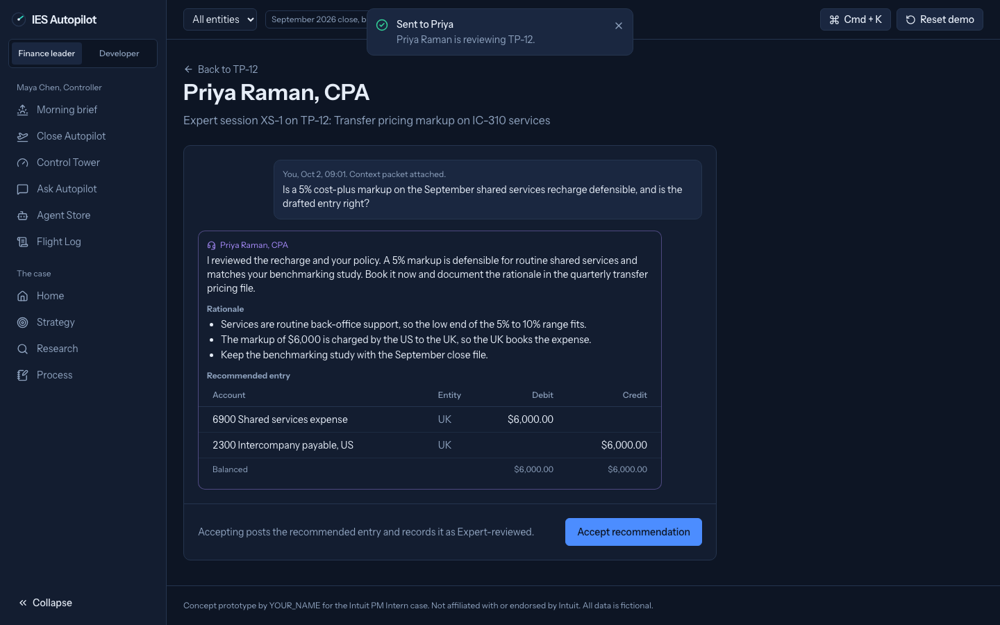 IES Autopilot
Finance leader
Developer
Maya Chen, Controller
Morning brief
Close Autopilot
Control Tower
Ask Autopilot
Agent Store
Flight Log
The case
Home
Strategy
Research
Process
Collapse
All entities
September 2026 close, b
Sent to Priya
Priya Raman is reviewing TP-12.
Cmd + K
Reset demo
Back to TP-12
Priya Raman, CPA
Expert session XS-1 on TP-12: Transfer pricing markup on IC-310 services
You, Oct 2, 09:01. Context packet attached.
Is a 5% cost-plus markup on the September shared services recharge defensible, and is the
drafted entry right?
Priya Raman, CPA
I reviewed the recharge and your policy. A 5% markup is defensible for routine shared services and
matches your benchmarking study. Book it now and document the rationale in the quarterly transfer
pricing file.
Rationale
• Services are routine back-office support, so the low end of the 5% to 10% range fits.
• The markup of $6,000 is charged by the US to the UK, so the UK books the expense.
• Keep the benchmarking study with the September close file.
Recommended entry
Account Entity Debit Credit
6900 Shared services expense UK $6,000.00
2300 Intercompany payable, US UK $6,000.00
Balanced $6,000.00 $6,000.00
Accepting posts the recommended entry and records it as Expert-reviewed.
Accept recommendation
Concept prototype by YOUR_NAME for the Intuit PM Intern case. Not affiliated with or endorsed by Intuit. All data is fictional.